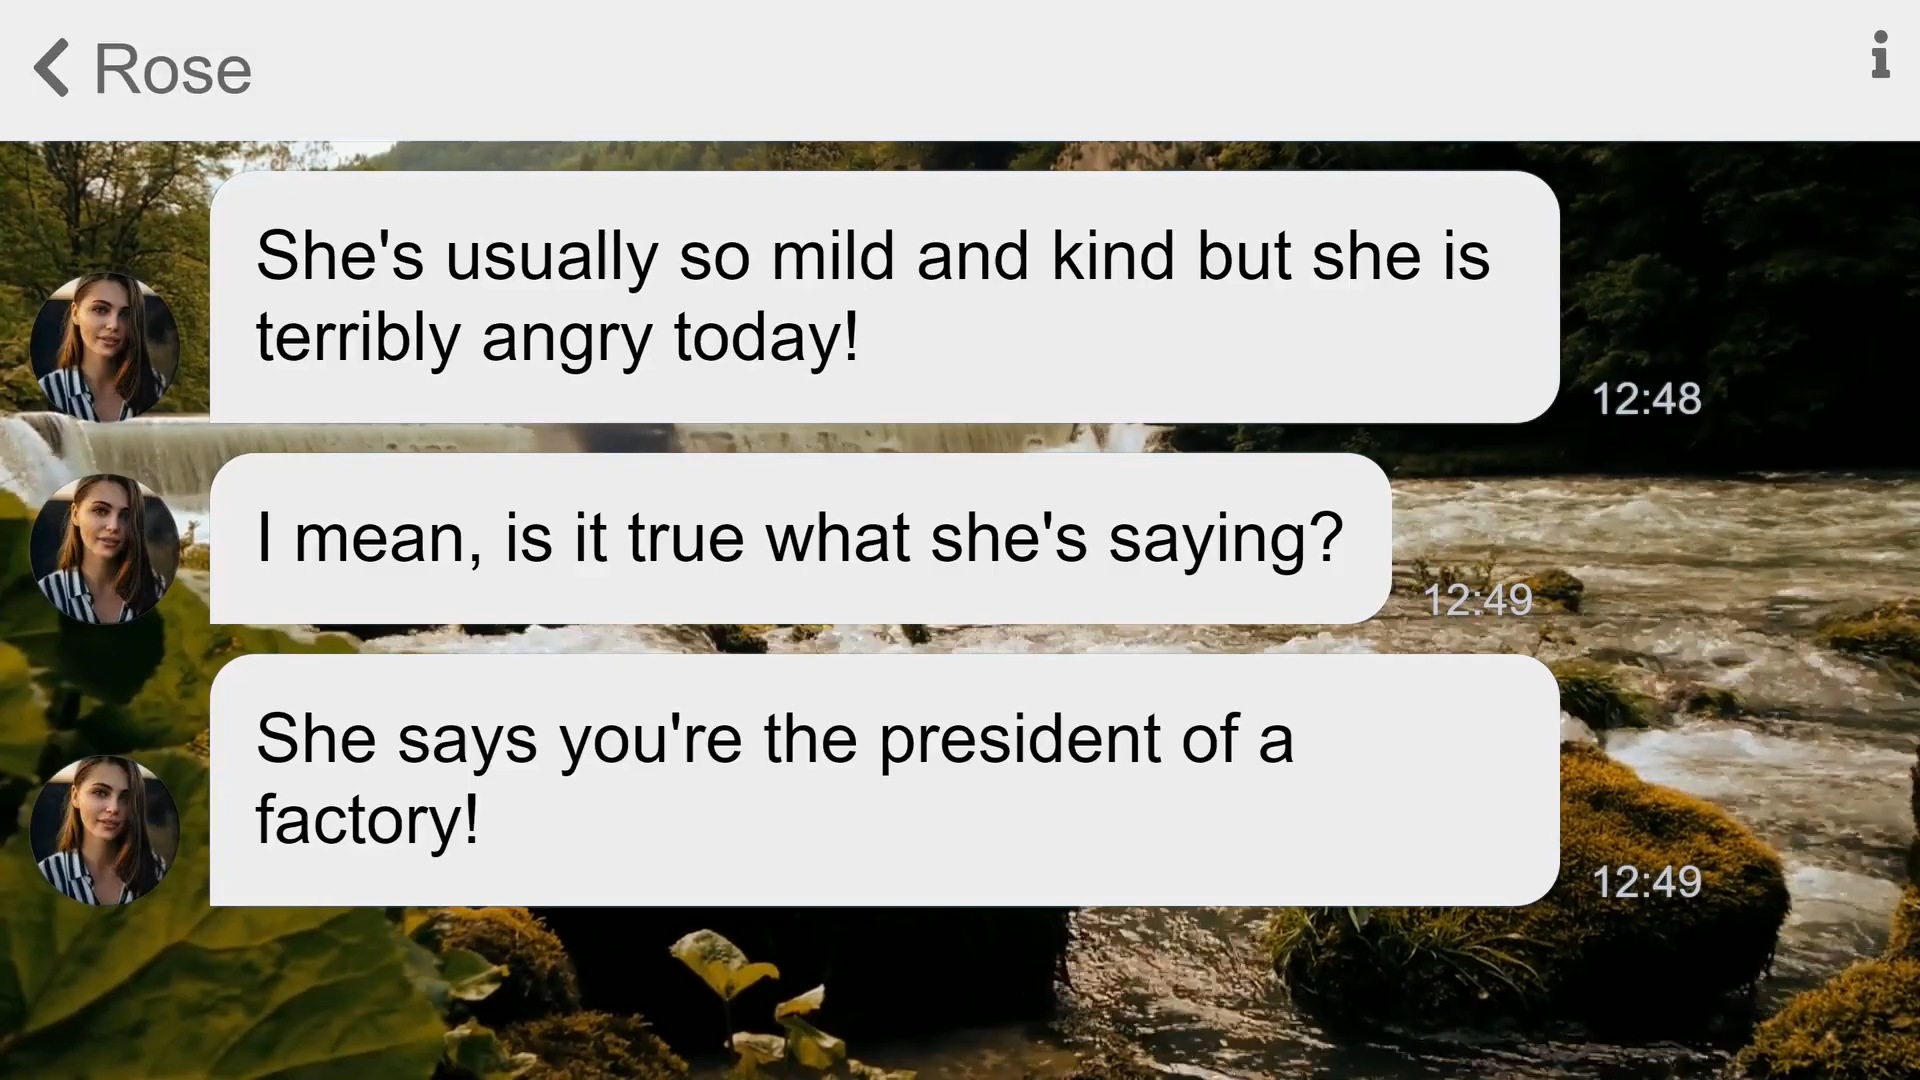 Rose
She's usually so mild and kind but she is
terribly angry today!
12:48
I mean, is it true what she's saying?
12:49
She says you're the president of a
factory!
12:49